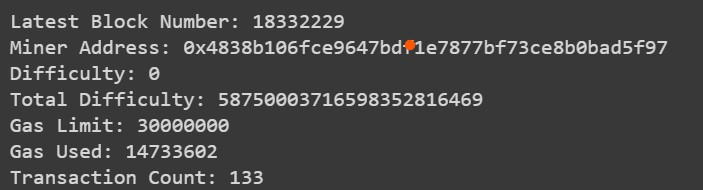 Latest Block Number: 18332229
Miner Address: 0x4838b106fce9647bdf1e7877bf73ce8b0bad5f97
Difficulty: 0
Total Difficulty: 58750003716598352816469
Gas Limit: 30000000
Gas Used: 14733602
Transaction Count: 133